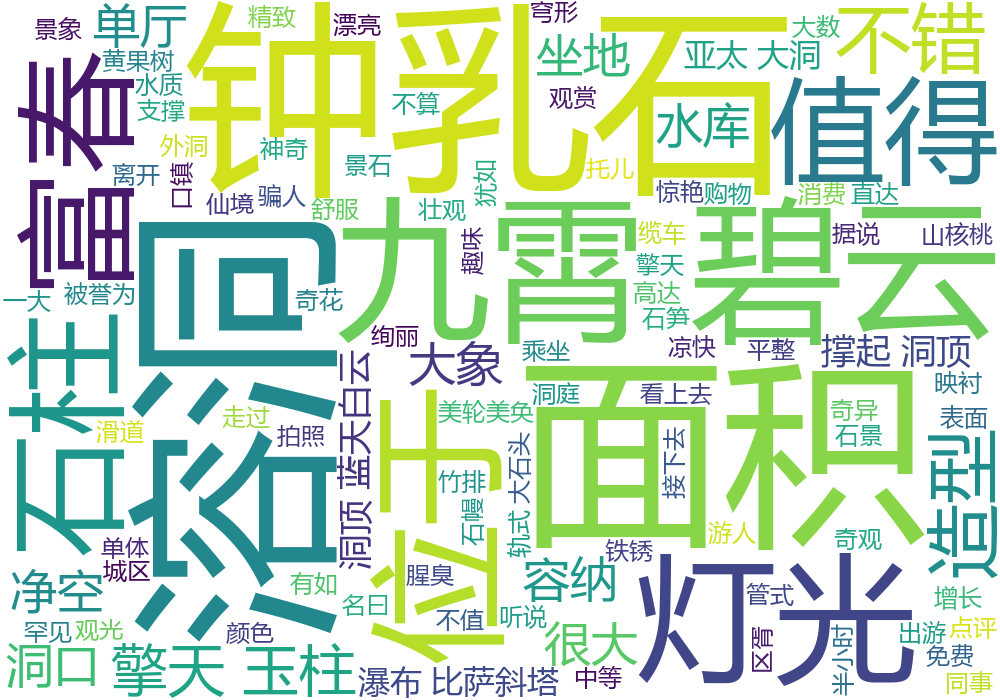 景象
单厅
精致
漂亮
穹形
大数
不错
钟乳石
坐地
亚太
大洞
黄果树
水质
支撑
不算
观赏
水库
值得
富春
外洞
神奇
景石
托儿
离开
口镇
仙境
骗人
舒服
壮观
犹如
惊艳
购物
消费
直达
溶洞
九霄
碧云
趣味
缆车
据说
山核桃
擎天
高达
石笋
一大
被誉为
奇花
绚丽
大象
乘坐
凉快
平整
撑起
洞顶
石柱
洞顶
蓝天白云
位于
面积
洞庭
看上去
映衬
滑道
走过
拍照
美轮美奂
奇异
石景
表面
竹排
石幔
大石头
轨式
接下去
造型
游人
奇观
单体
城区
铁锈
净空
有如
腥臭
容纳
灯光
管式
增长
名曰
不值
听说
罕见
观光
颜色
很大
区胥
半小时
出游
点评
免费
洞口
擎天
玉柱
瀑布
比萨斜塔
中等
同事